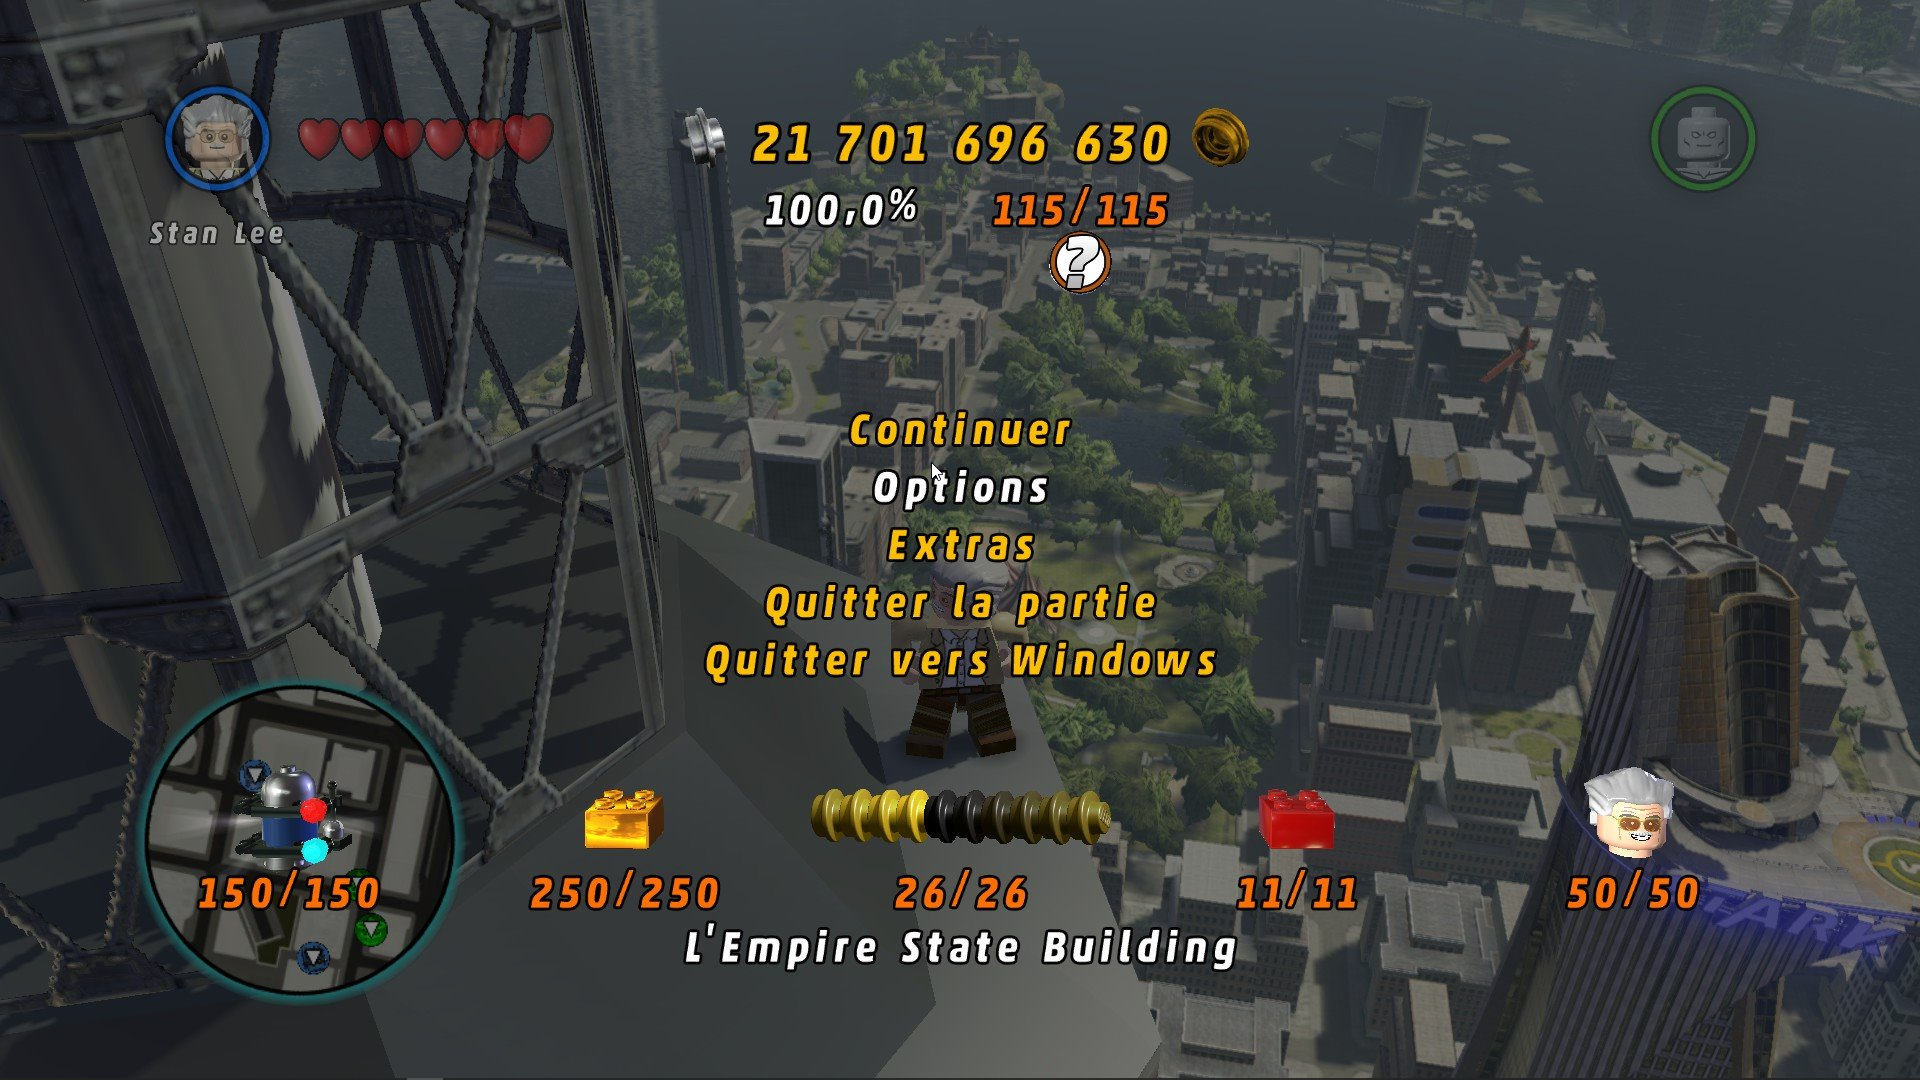 21 701 696 630
100,0% 115/115
?
Stan Lee
Continuer
Options
Extras
Quitter la partie
Quitter vers Windows
150/150 250/250 26/26 11/11 50/50
STARK
L'Empire State Building